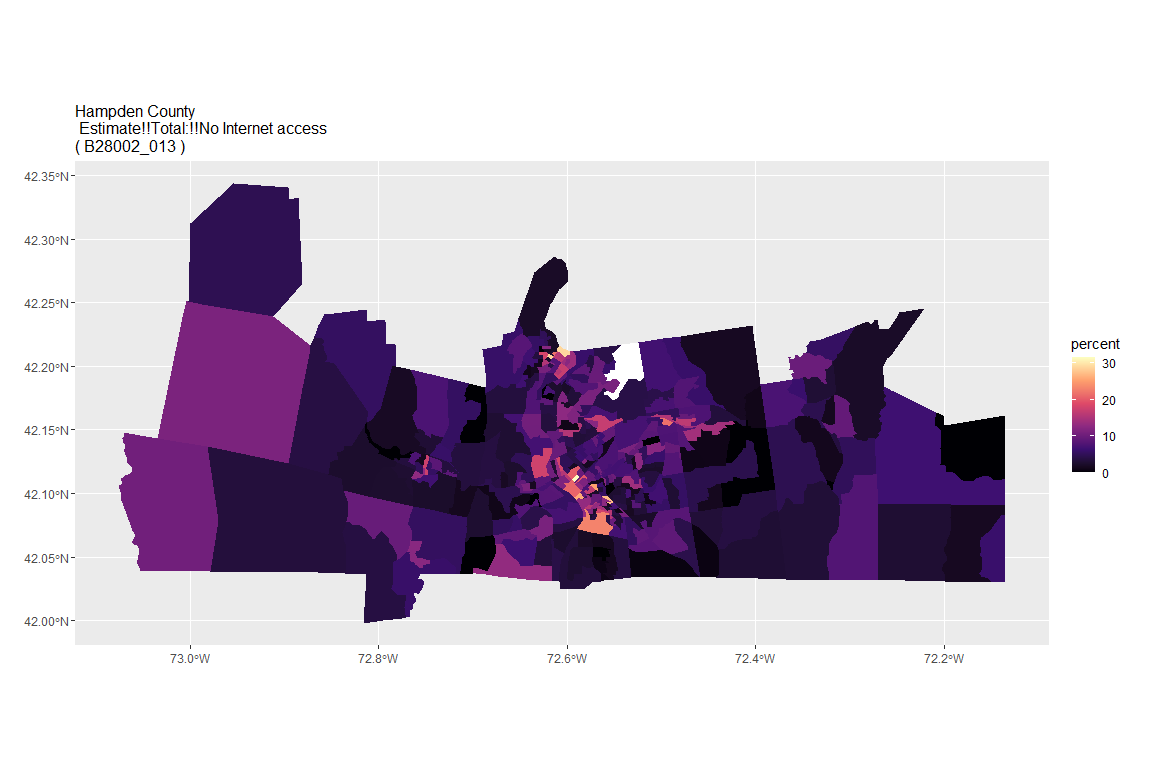 Hampden County
Estimate!!Total:!!No Internet access
( B28002_013 )
42.35°N
42.30°N
42.25°N
42.20°N
42.15°N
42.10°N
42.05°N
42.00°N
73.0°W
72.8°W
72.6°W
72.4°W
72.2°W
percent
30
20
10
0